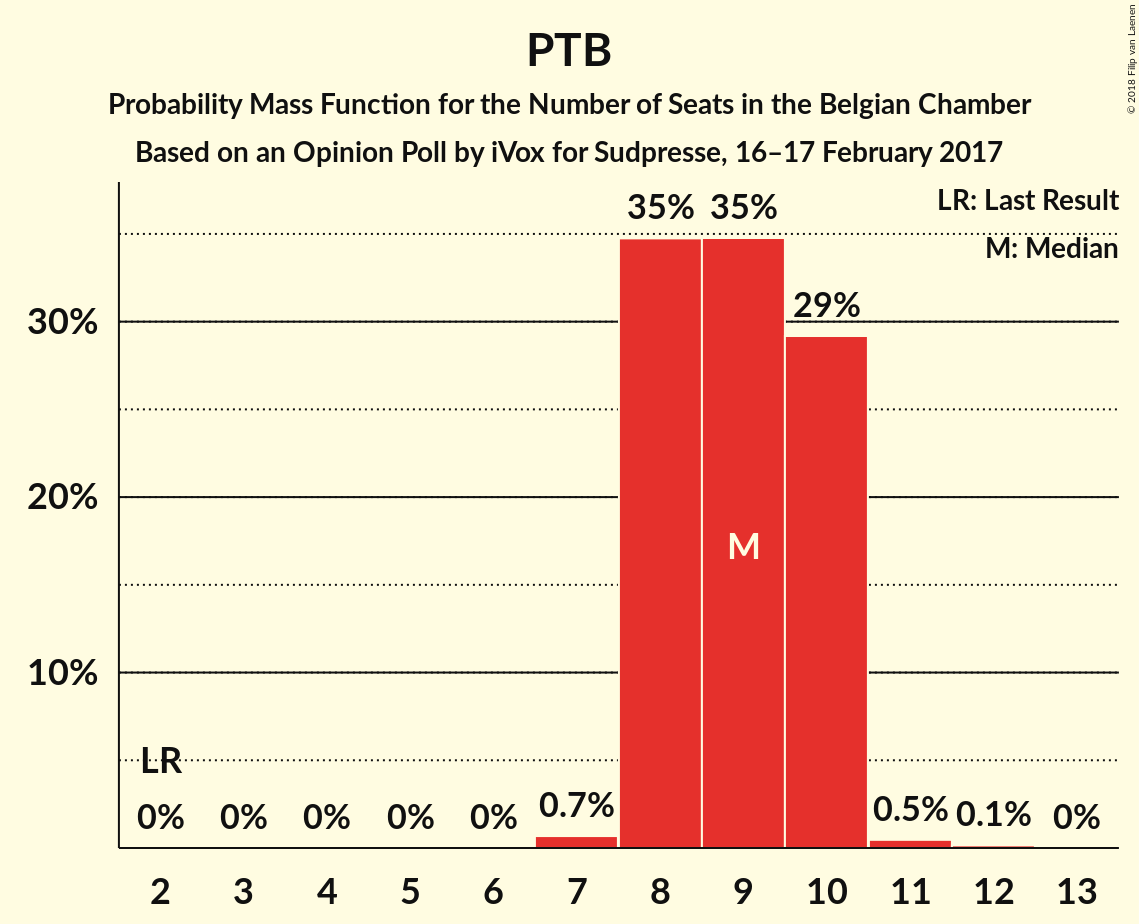 PTB
Probability Mass Function for the Number of Seats in the Belgian Chamber
Based on an Opinion Poll by iVox for Sudpresse, 16–17 February 2017
© 2018 Filip van Laenen
LR: Last Result
M: Median
35% 35%
29%
30%
20%
M
10%
LR
0% 0% 0% 0% 0% 0.7% 0.5% 0.1% 0%
2 3 4 5 6 7 8 9 10 11 12 13